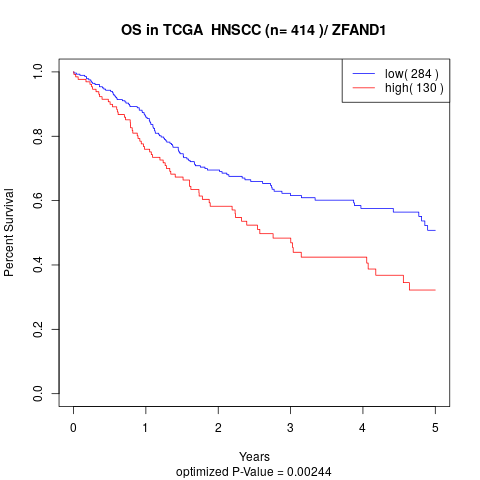 OS in TCGA  HNSCC (n= 414 )/ ZFAND1
low( 284 )
high( 130 )
Percent Survival
1.0
0.8
0.6
0.4
0.2
0.0
0 1 2 3 4 5
Years
optimized P-Value = 0.00244